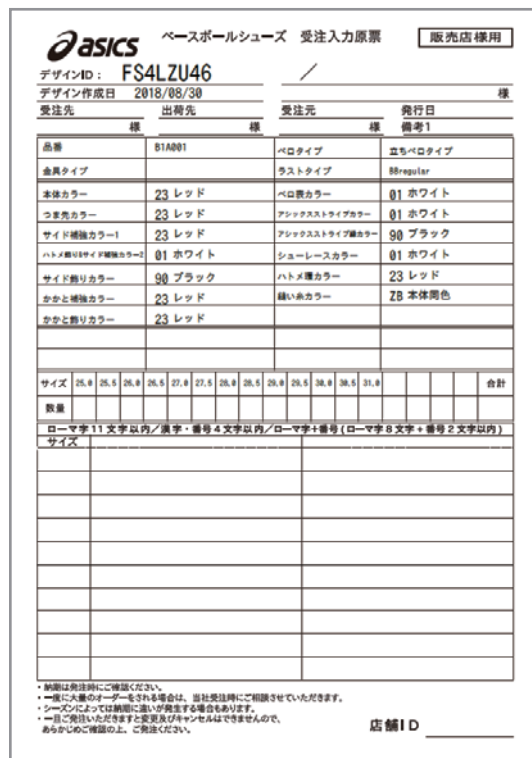 asics ベースボールシューズ 受注入力原票 販売店様用
デザインID： FS4LZU46 ／
デザイン作成日 2018/08/30 様
受注先 出荷先 受注元 発行日
様 様 様 備考1
品番 B1A001 ベロタイプ 立ちベロタイプ
金具タイプ ラストタイプ BBregular
本体カラー 23 レッド ベロ表カラー 01 ホワイト
つま先カラー 23 レッド アシックスストライプカラー 01 ホワイト
サイド補強カラー1 23 レッド アシックスストライプ縁カラー 90 ブラック
ハトメ飾り&サイド補強カラー2 01 ホワイト シューレースカラー 01 ホワイト
サイド飾りカラー 90 ブラック ハトメ環カラー 23 レッド
かかと補強カラー 23 レッド 縫い糸カラー ZB 本体同色
かかと飾りカラー 23 レッド
サイズ 25.0 25.5 26.0 26.5 27.0 27.5 28.0 28.5 29.0 29.5 30.0 30.5 31.0 合計
数量
ローマ字11文字以内/漢字・番号4文字以内/ローマ字+番号(ローマ字8文字+番号2文字以内)
サイズ
・納期は発注時にご確認ください。
・一度に大量のオーダーをされる場合は、当社受注時にご相談させていただきます。
・シーズンによっては納期に違いが発生する場合もあります。
・一旦ご発注いただきますと変更及びキャンセルはできませんので、
あらかじめご確認の上、ご発注ください。
店舗ID